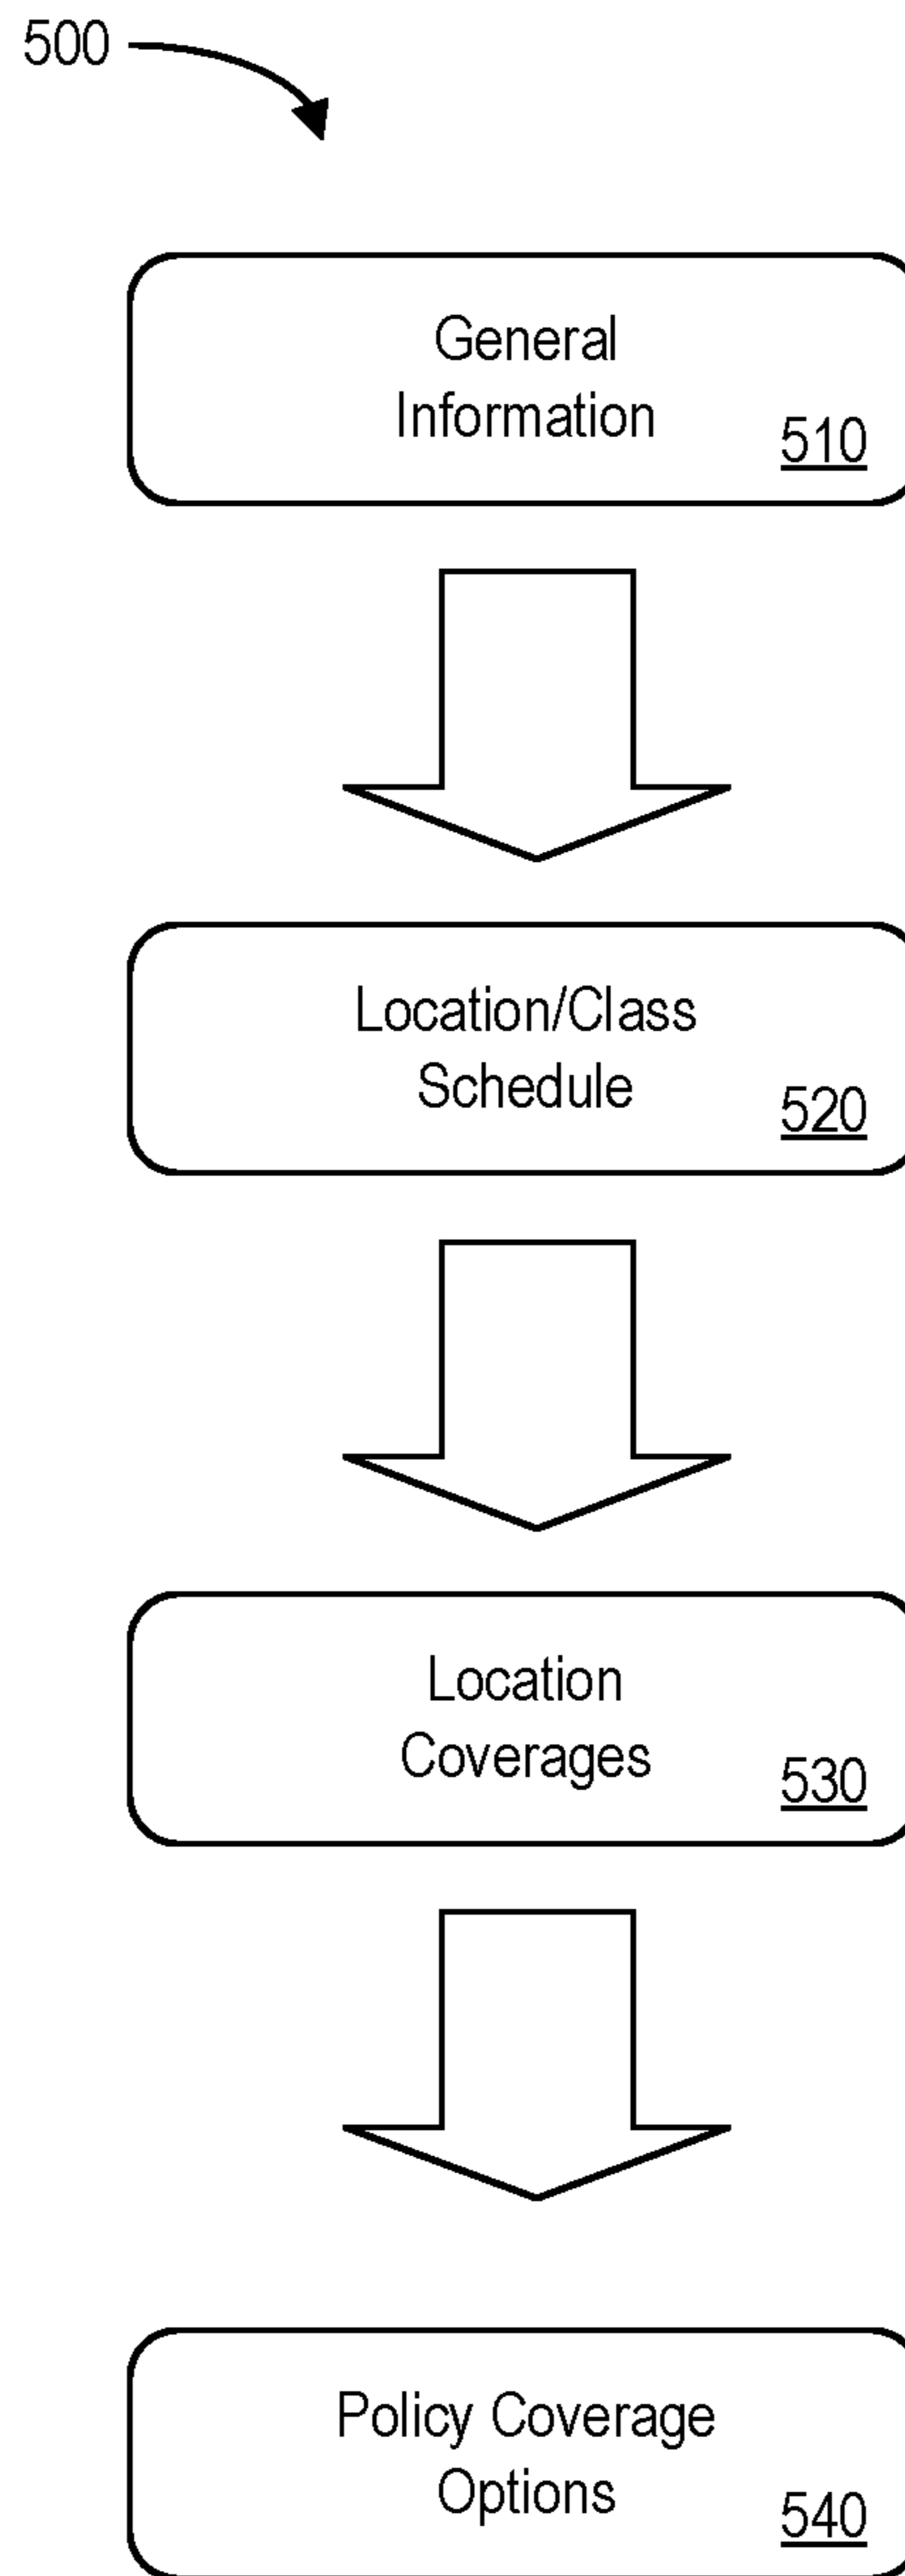 500
General
Information
510
Location/Class
Schedule
520
Location
Coverages
530
Policy Coverage
Options
540